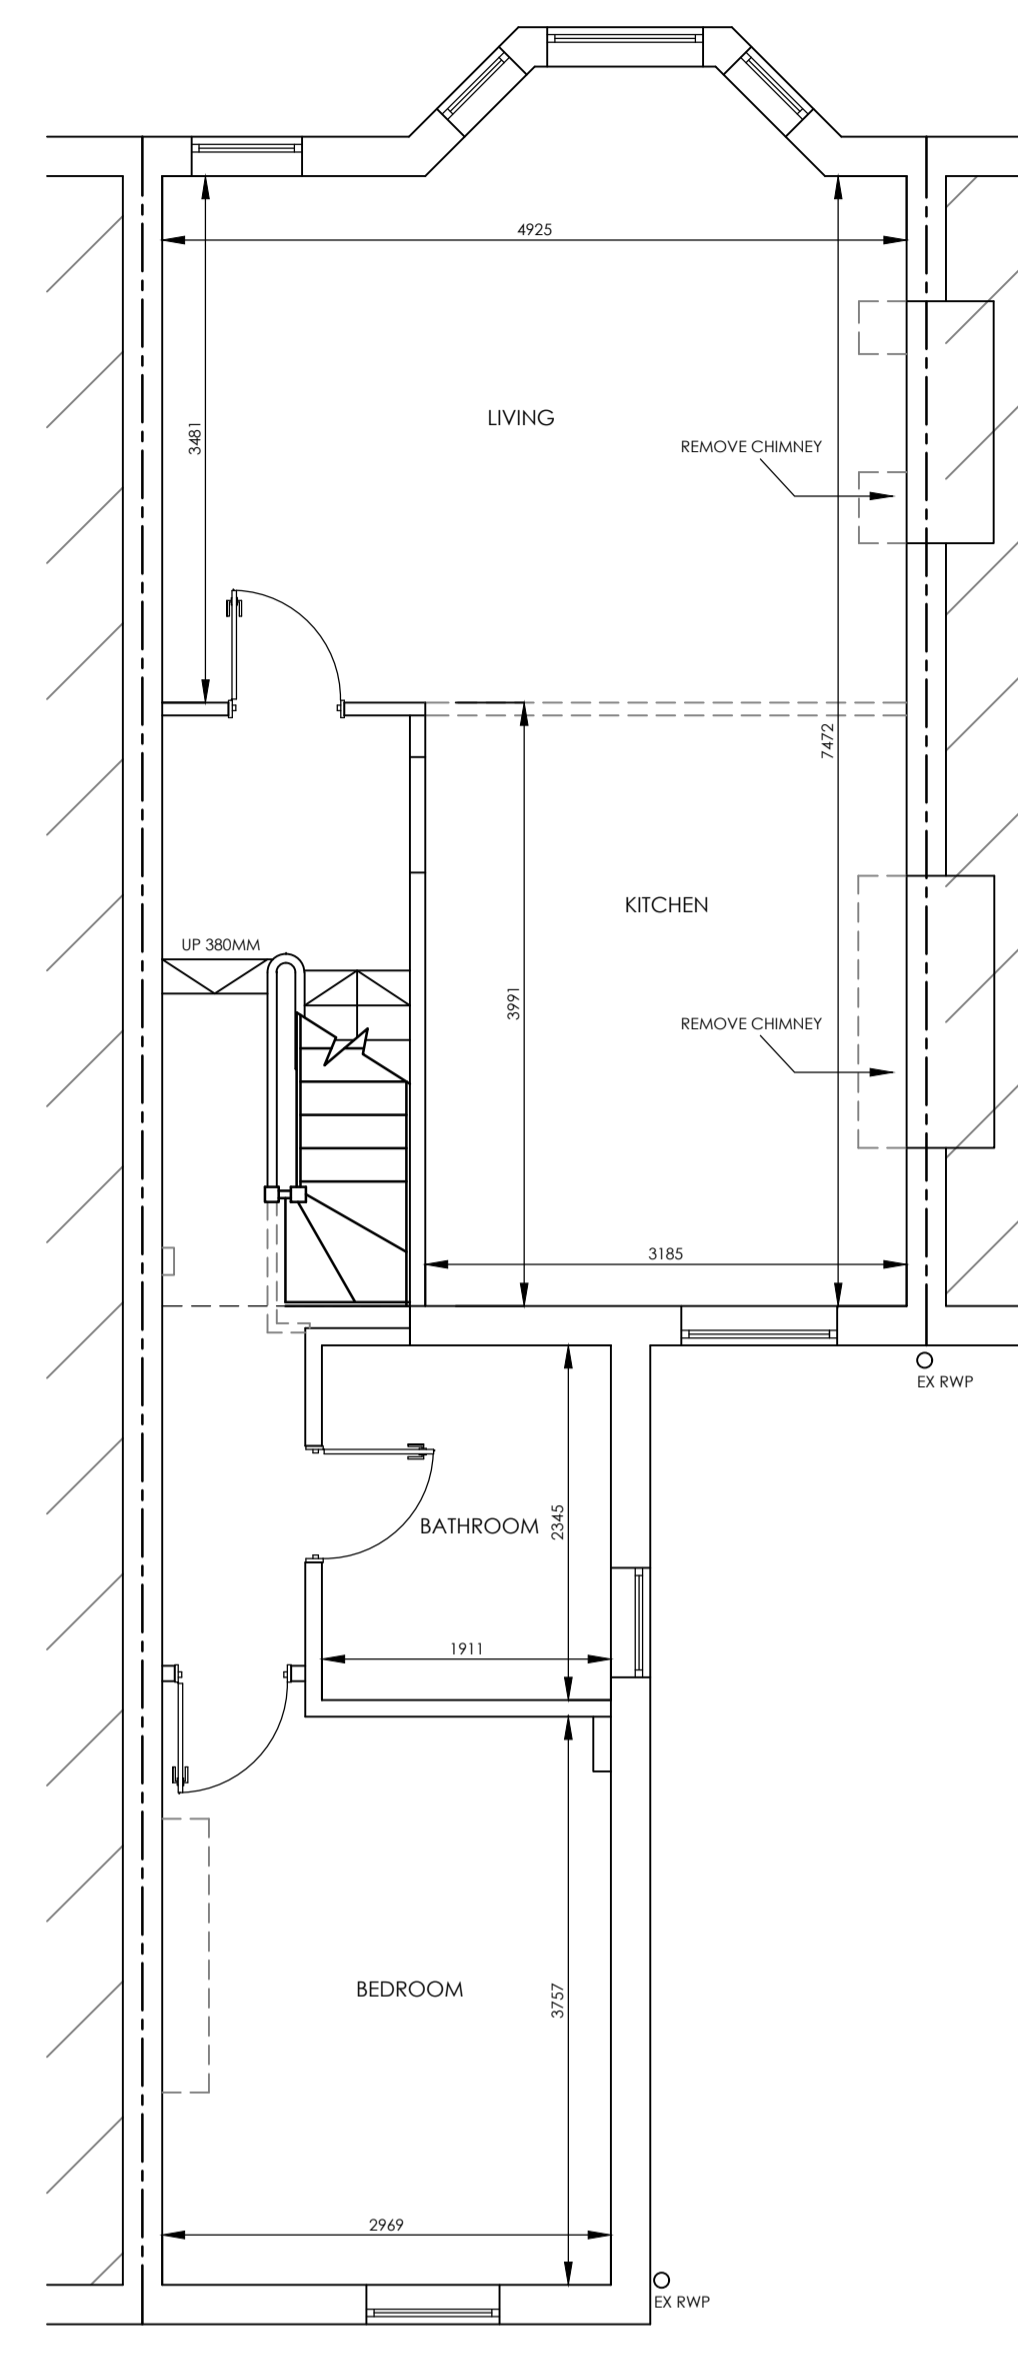 4925
LIVING
3481
REMOVE CHIMNEY
7472
KITCHEN
UP 380MM
3991
REMOVE CHIMNEY
3185
EX RWP
BATHROOM
2345
1911
BEDROOM
3757
2969
EX RWP